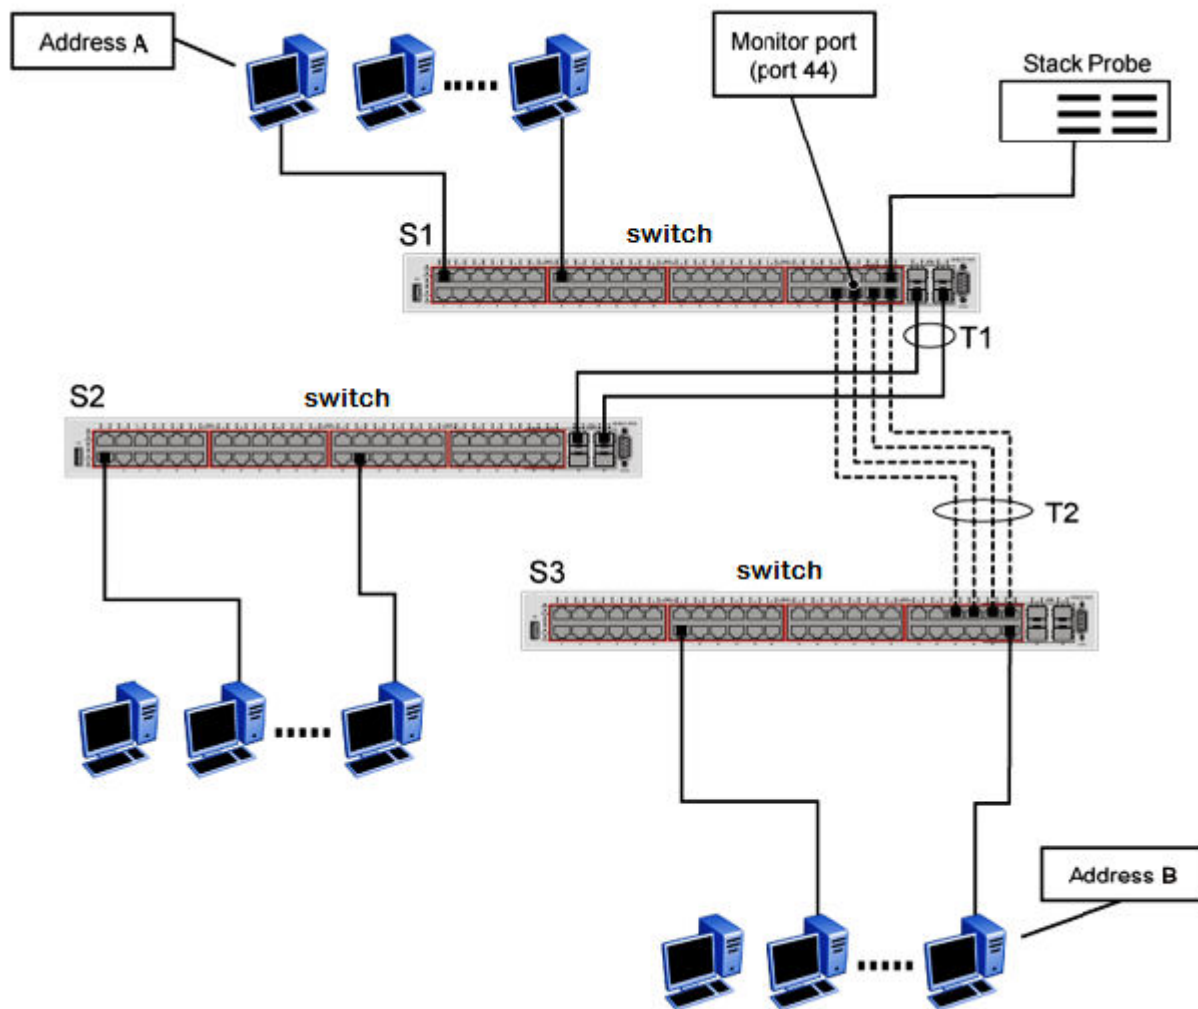 Address A
Monitor port
(port 44)
Stack Probe
S1
switch
T1
S2
switch
T2
S3
switch
Address B